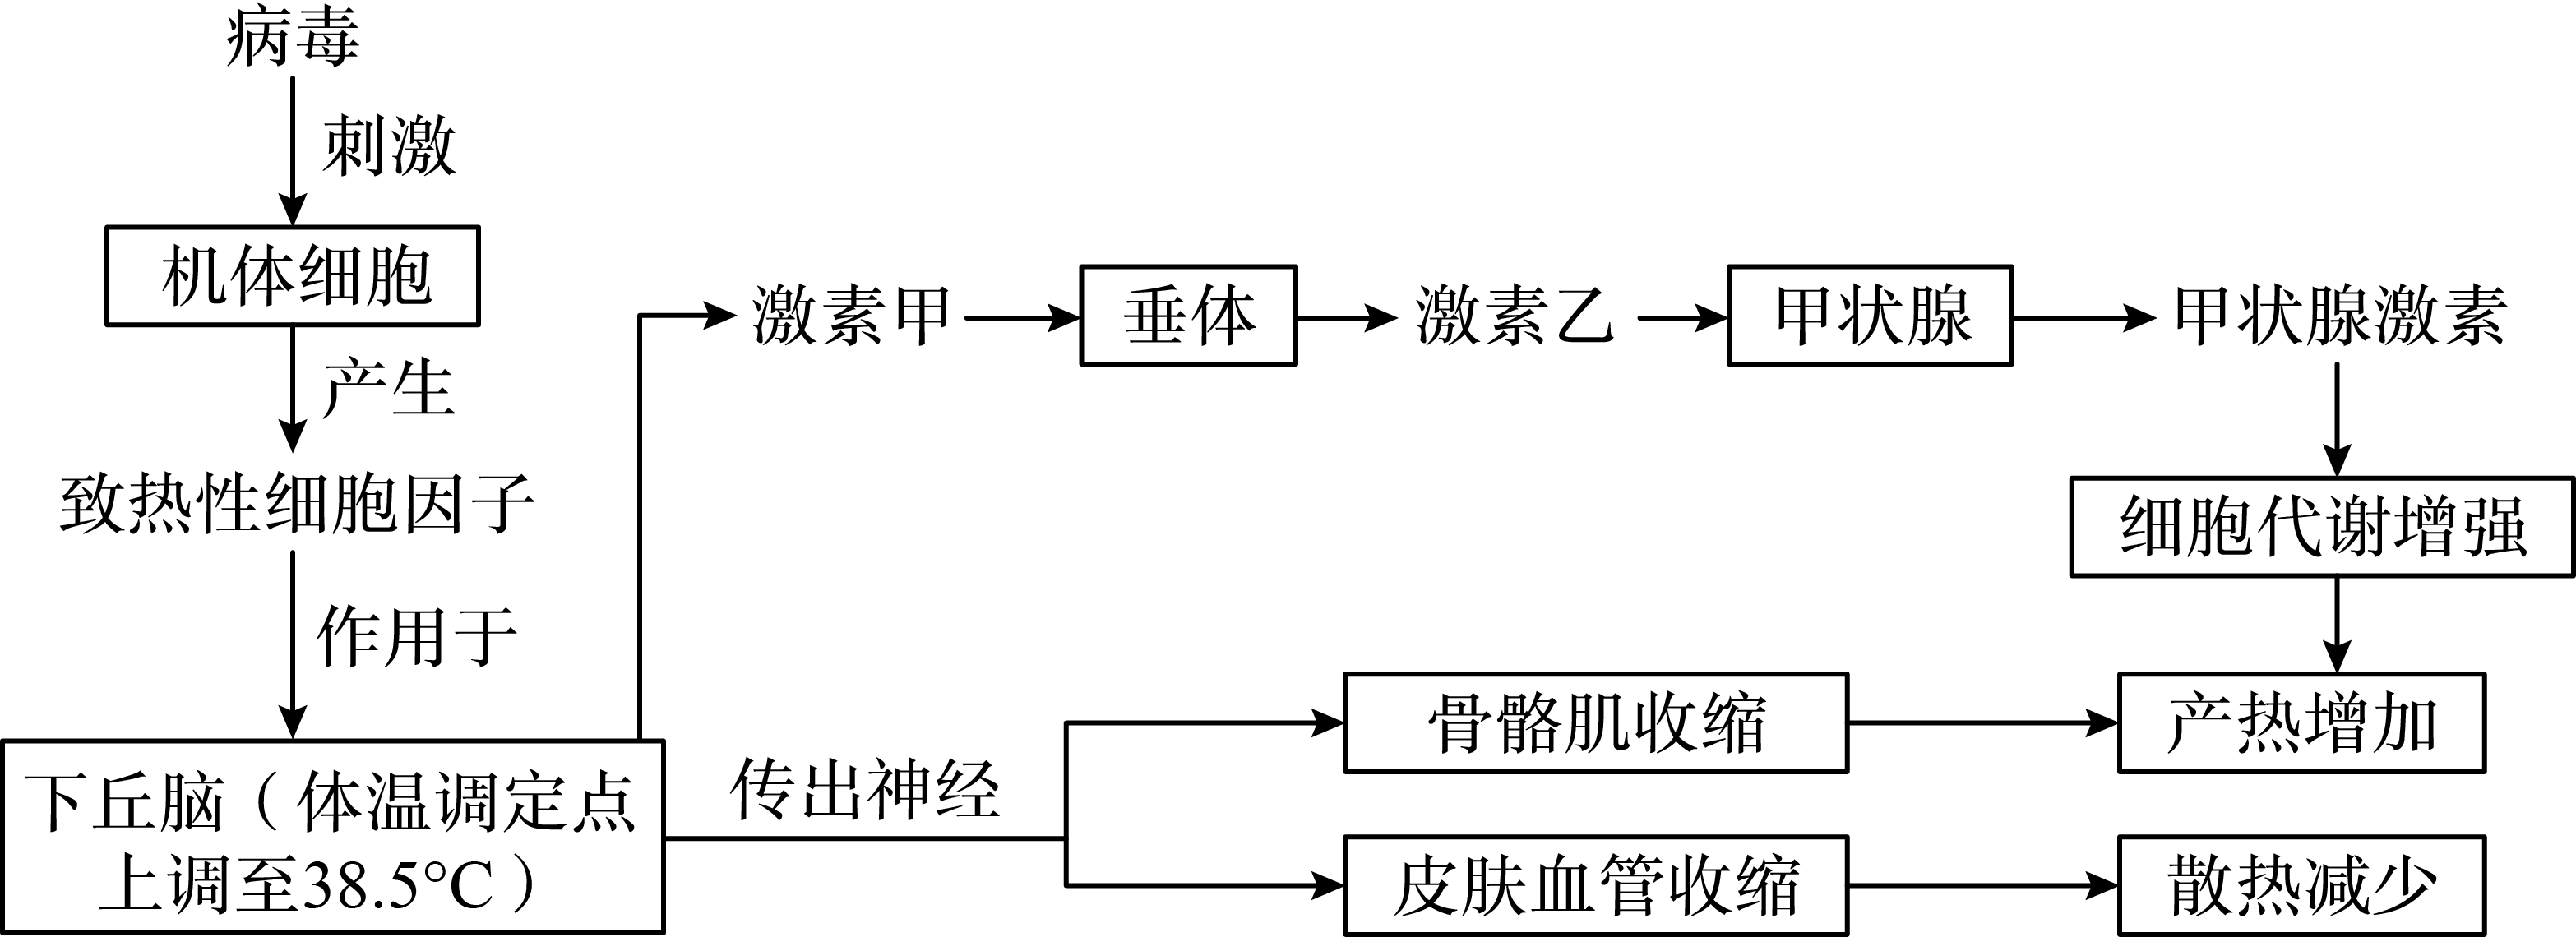 病毒
刺激
机体细胞
产生
致热性细胞因子
作用于
下丘脑（体温调定点
上调至38.5℃）
激素甲
垂体
激素乙
甲状腺
甲状腺激素
细胞代谢增强
传出神经
骨骼肌收缩
产热增加
皮肤血管收缩
散热减少